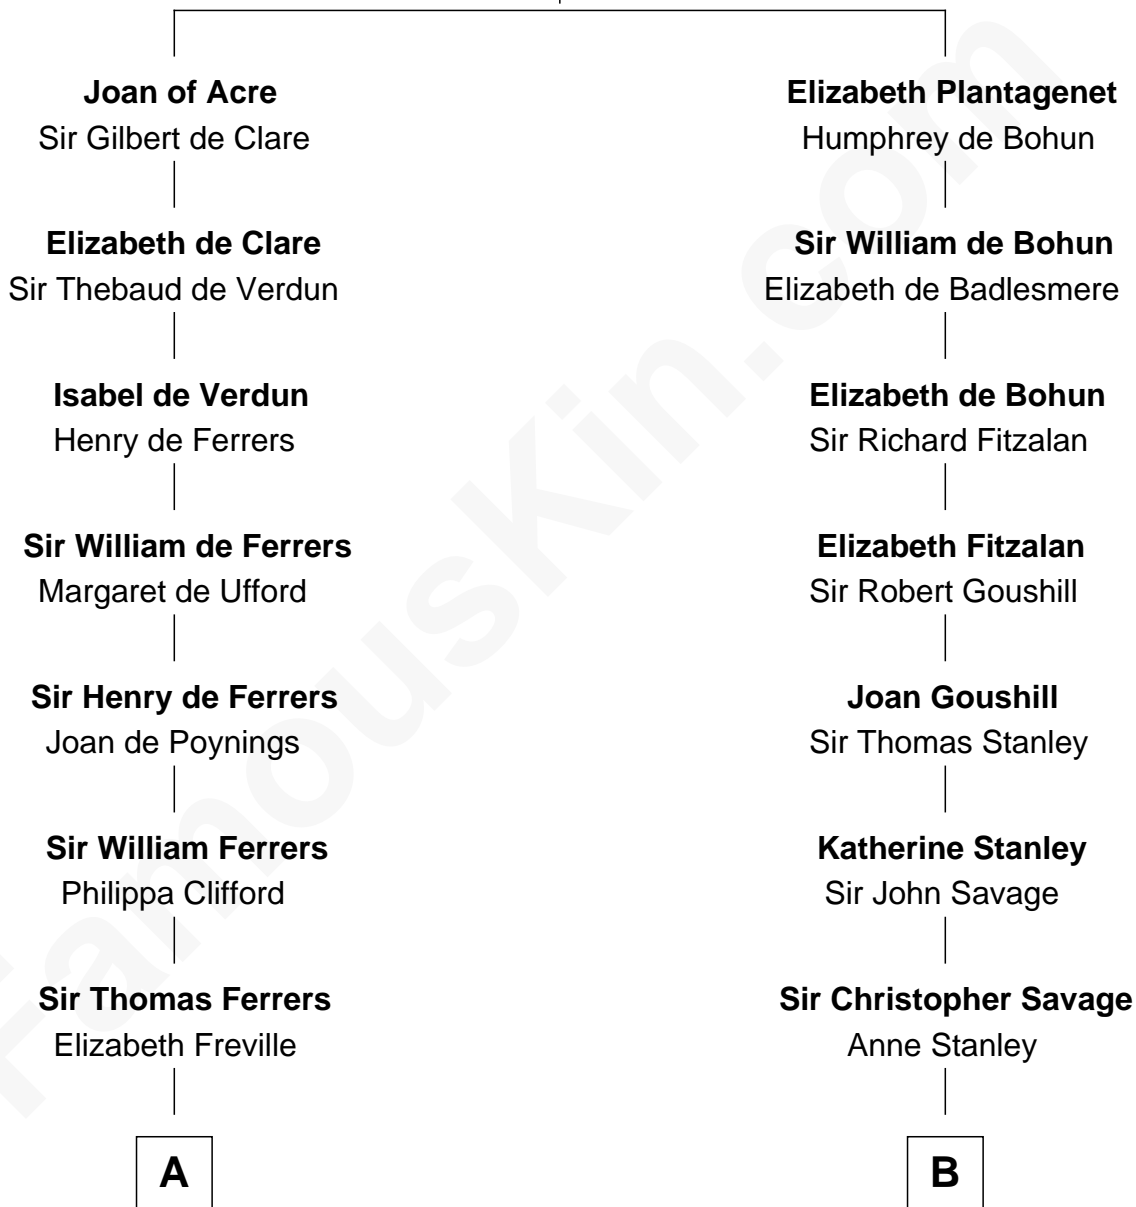 Joan of Acre
Sir Gilbert de Clare
Elizabeth de Clare
Sir Thebaud de Verdun
Isabel de Verdun
Henry de Ferrers
Sir William de Ferrers
Margaret de Ufford
Sir Henry de Ferrers
Joan de Poynings
Sir William Ferrers
Philippa Clifford
Sir Thomas Ferrers
Elizabeth Freville
A
Elizabeth Plantagenet
Humphrey de Bohun
Sir William de Bohun
Elizabeth de Badlesmere
Elizabeth de Bohun
Sir Richard Fitzalan
Elizabeth Fitzalan
Sir Robert Goushill
Joan Goushill
Sir Thomas Stanley
Katherine Stanley
Sir John Savage
Sir Christopher Savage
Anne Stanley
B
FamousKin.com